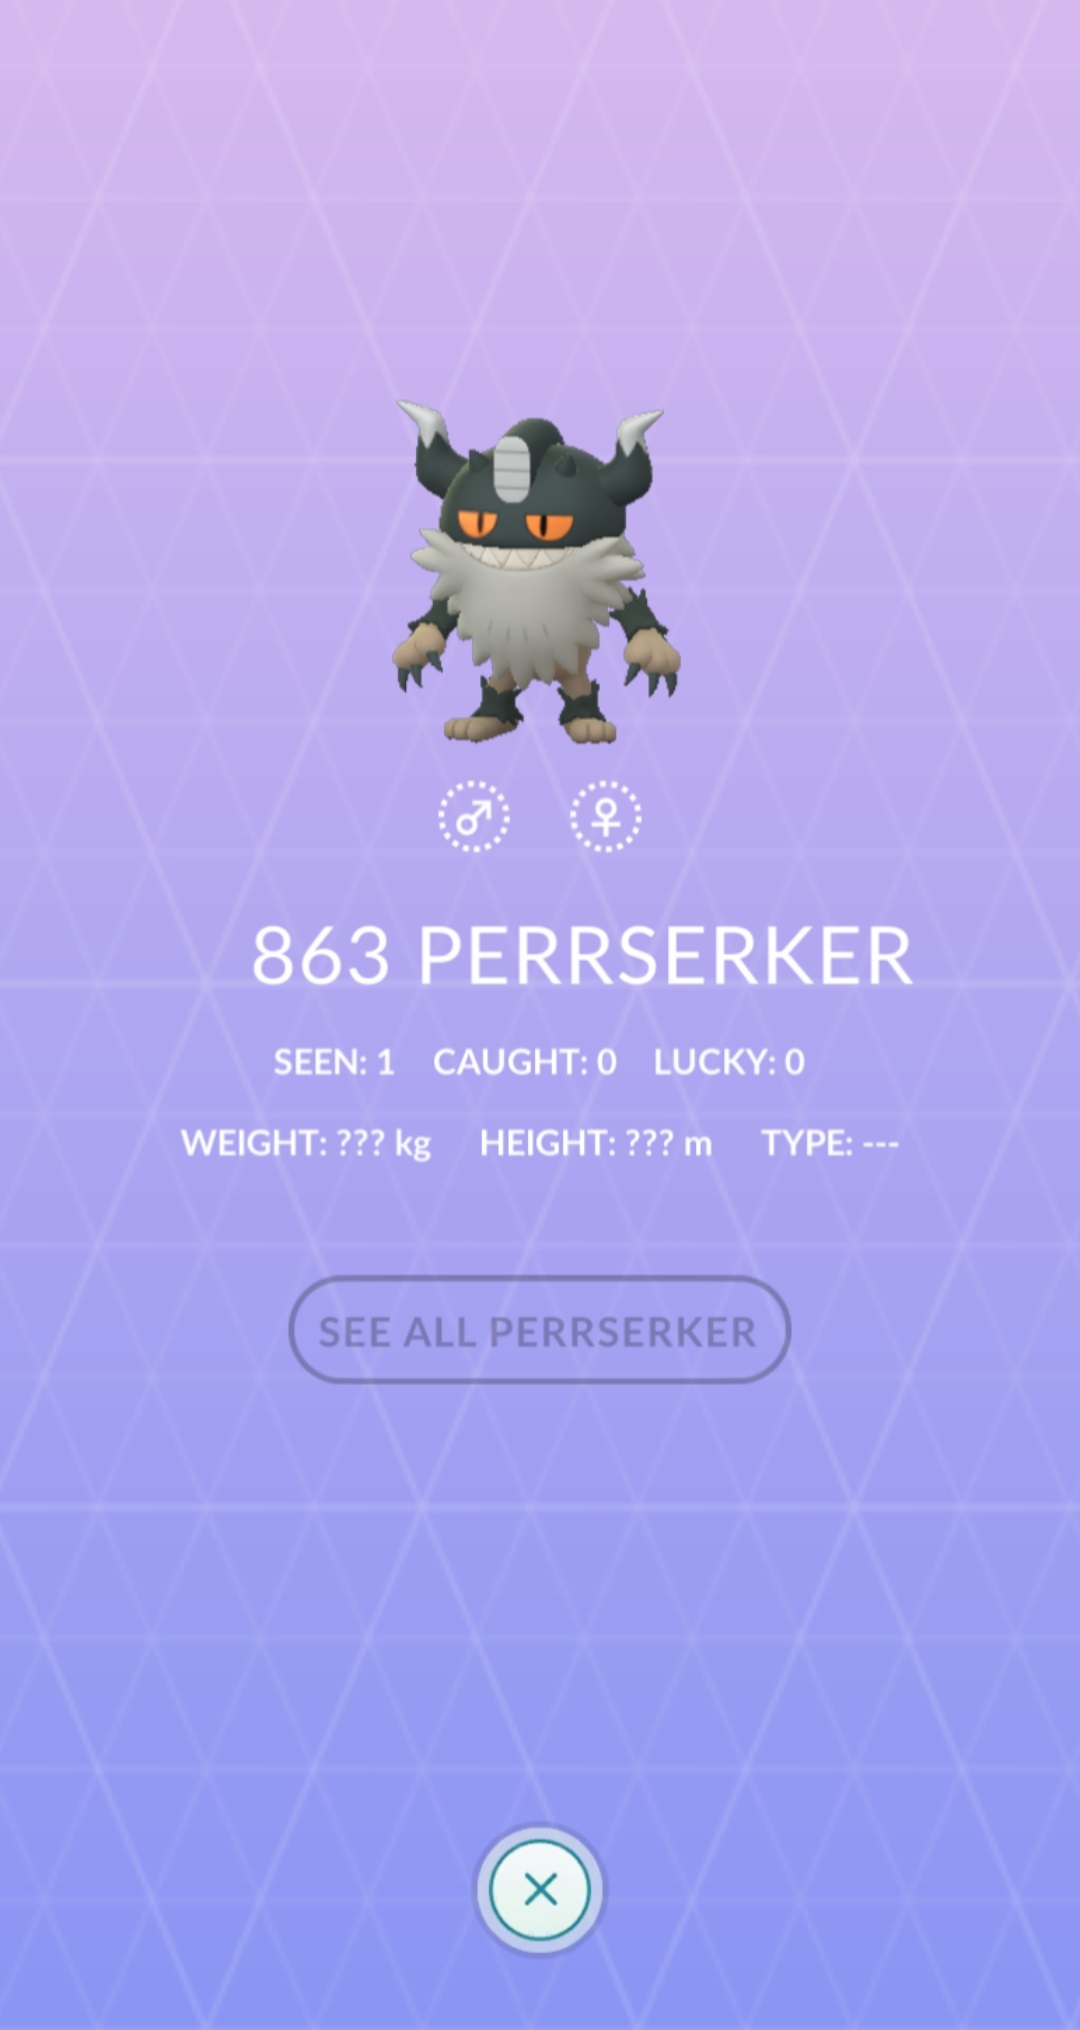 863 PERRSERKER
SEEN: 1 CAUGHT: 0 LUCKY: 0
WEIGHT: ??? kg HEIGHT: ??? m TYPE: ---
SEE ALL PERRSERKER